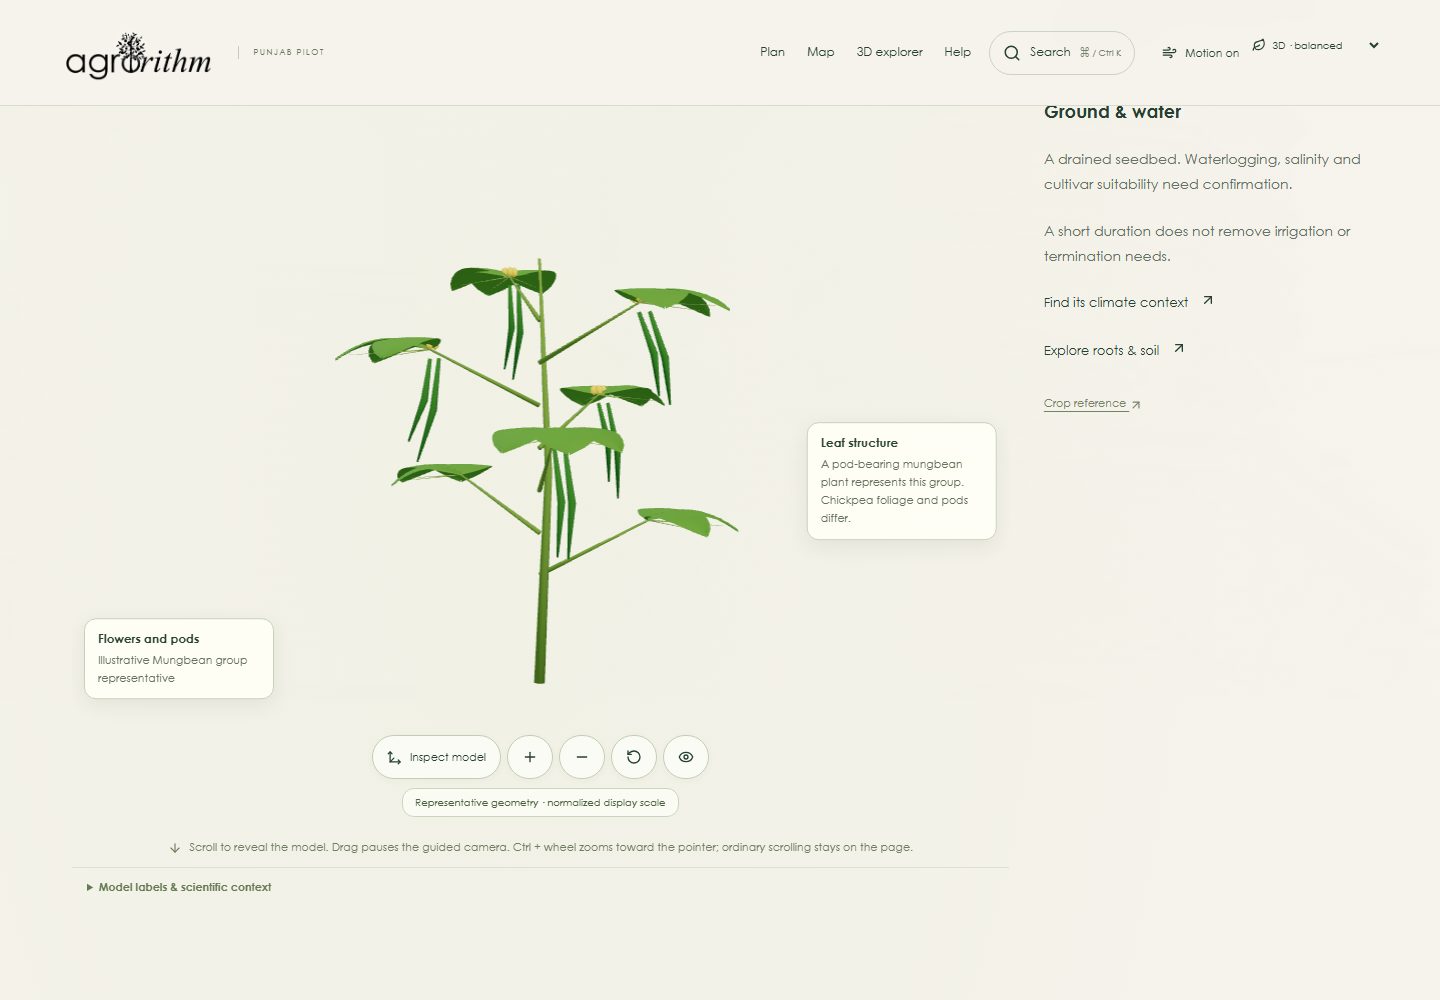 agrorithm
PUNJAB PILOT
Plan
Map
3D explorer
Help
Search ⌘ / Ctrl K
Motion on
3D · balanced
Ground & water
A drained seedbed. Waterlogging, salinity and
cultivar suitability need confirmation.
A short duration does not remove irrigation or
termination needs.
Find its climate context
Explore roots & soil
Crop reference
Leaf structure
A pod-bearing mungbean
plant represents this group.
Chickpea foliage and pods
differ.
Flowers and pods
Illustrative Mungbean group
representative
Inspect model
Representative geometry · normalized display scale
Scroll to reveal the model. Drag pauses the guided camera. Ctrl + wheel zooms toward the pointer; ordinary scrolling stays on the page.
Model labels & scientific context